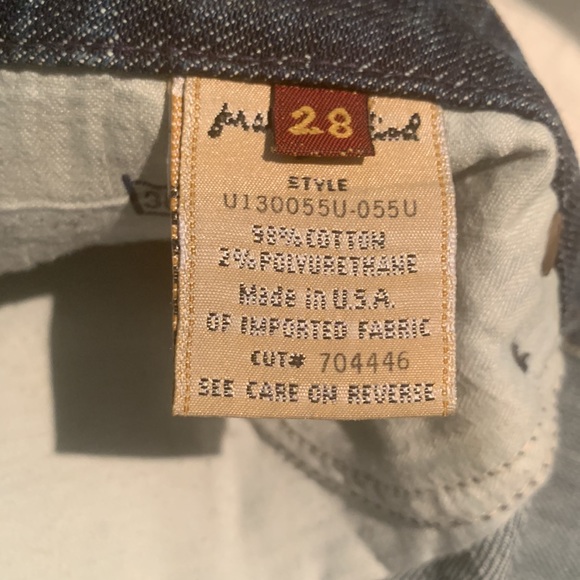 28
STYLE
U130055U-055U
98% COTTON
2% POLYURETHANE
Made in U.S.A.
OF IMPORTED FABRIC
CUT# 704446
SEE CARE ON REVERSE